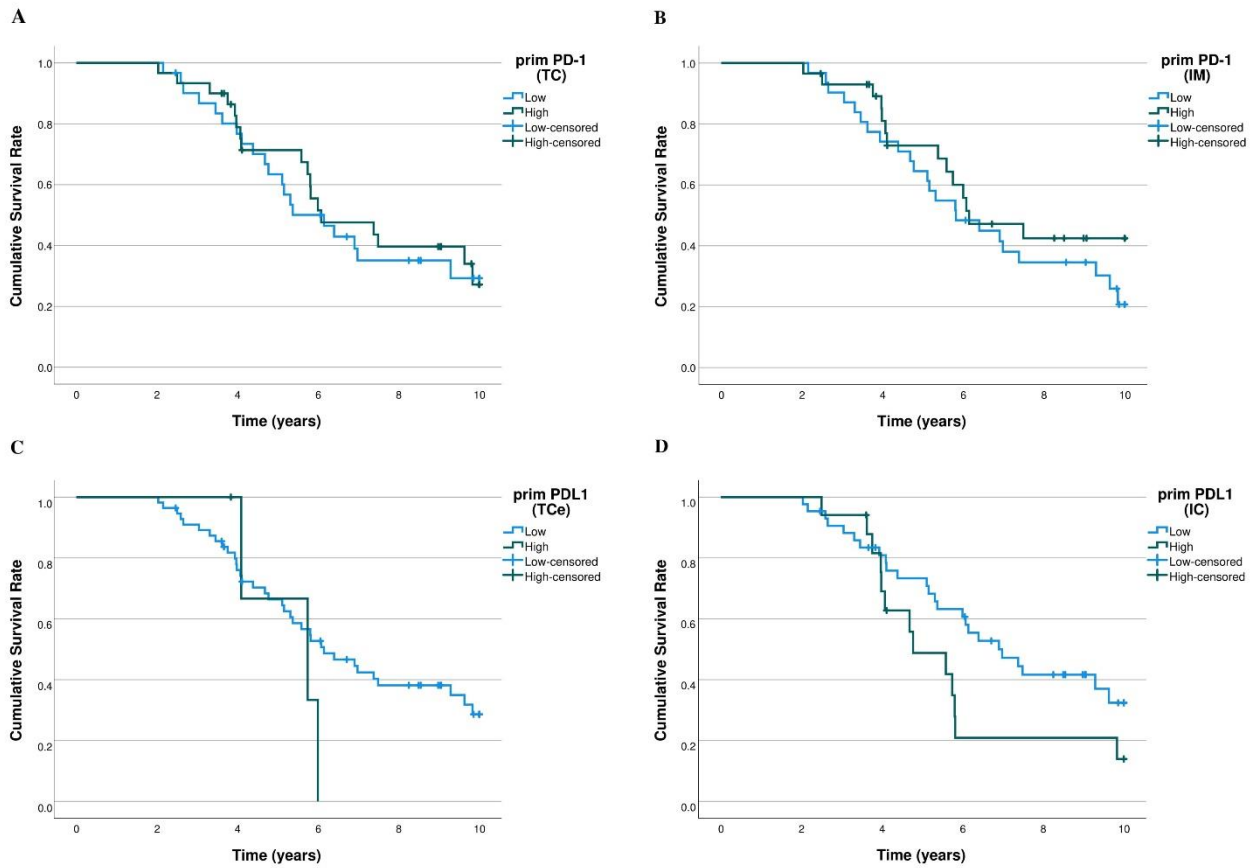 A
prim PD-1
(TC)
Low
High
Low-censored
High-censored
Cumulative Survival Rate
1.0
0.8
0.6
0.4
0.2
0.0
0 2 4 6 8 10
Time (years)
B
prim PD-1
(IM)
Low
High
Low-censored
High-censored
Cumulative Survival Rate
1.0
0.8
0.6
0.4
0.2
0.0
0 2 4 6 8 10
Time (years)
C
prim PDL1
(TCe)
Low
High
Low-censored
High-censored
Cumulative Survival Rate
1.0
0.8
0.6
0.4
0.2
0.0
0 2 4 6 8 10
Time (years)
D
prim PDL1
(IC)
Low
High
Low-censored
High-censored
Cumulative Survival Rate
1.0
0.8
0.6
0.4
0.2
0.0
0 2 4 6 8 10
Time (years)